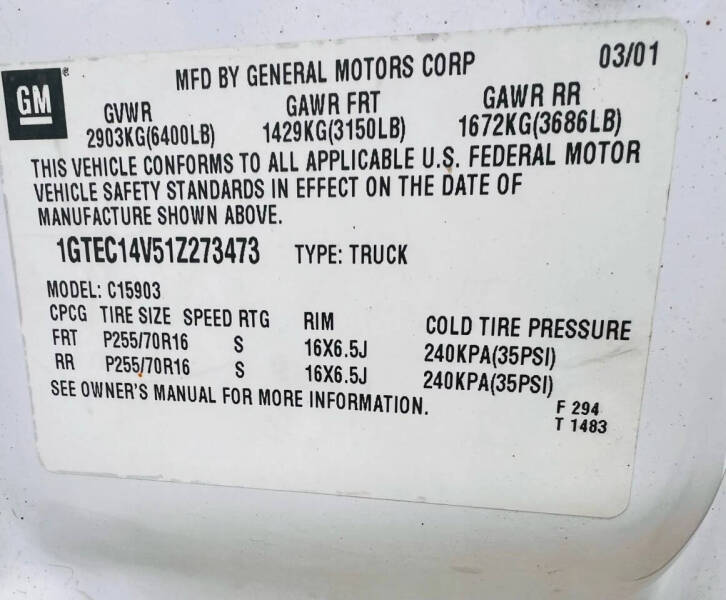 GM
MFD BY GENERAL MOTORS CORP 03/01
GVWR GAWR FRT GAWR RR
2903KG(6400LB) 1429KG(3150LB) 1672KG(3686LB)
THIS VEHICLE CONFORMS TO ALL APPLICABLE U.S. FEDERAL MOTOR
VEHICLE SAFETY STANDARDS IN EFFECT ON THE DATE OF
MANUFACTURE SHOWN ABOVE.
1GTEC14V51Z273473 TYPE: TRUCK
MODEL: C15903
CPCG TIRE SIZE SPEED RTG RIM COLD TIRE PRESSURE
FRT P255/70R16 S 16X6.5J 240KPA(35PSI)
RR P255/70R16 S 16X6.5J 240KPA(35PSI)
SEE OWNER'S MANUAL FOR MORE INFORMATION.
F 294
T 1483